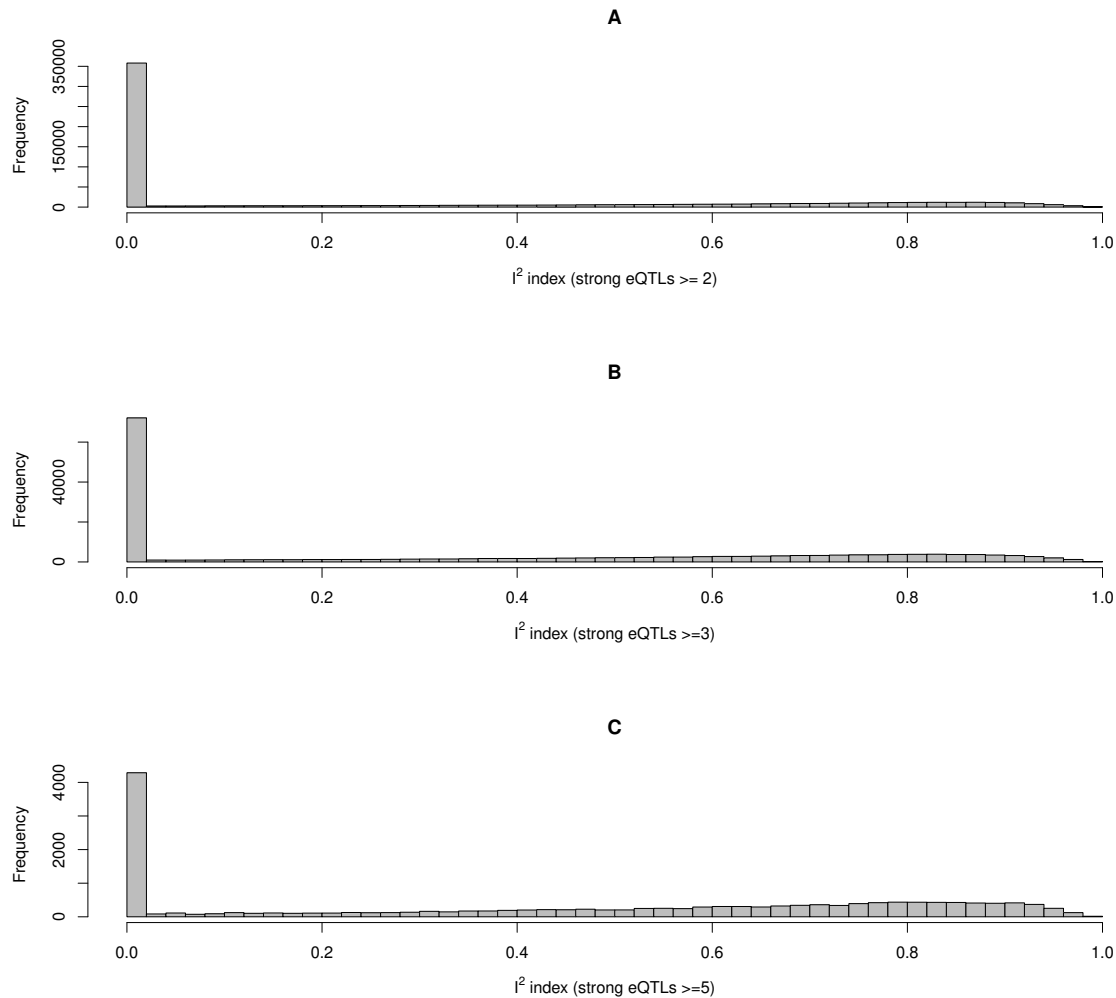 A
Frequency
0
150000
350000
0.0 0.2 0.4 0.6 0.8 1.0
I² index (strong eQTLs >= 2)
B
Frequency
0
40000
0.0 0.2 0.4 0.6 0.8 1.0
I² index (strong eQTLs >=3)
C
Frequency
0
2000
4000
0.0 0.2 0.4 0.6 0.8 1.0
I² index (strong eQTLs >=5)